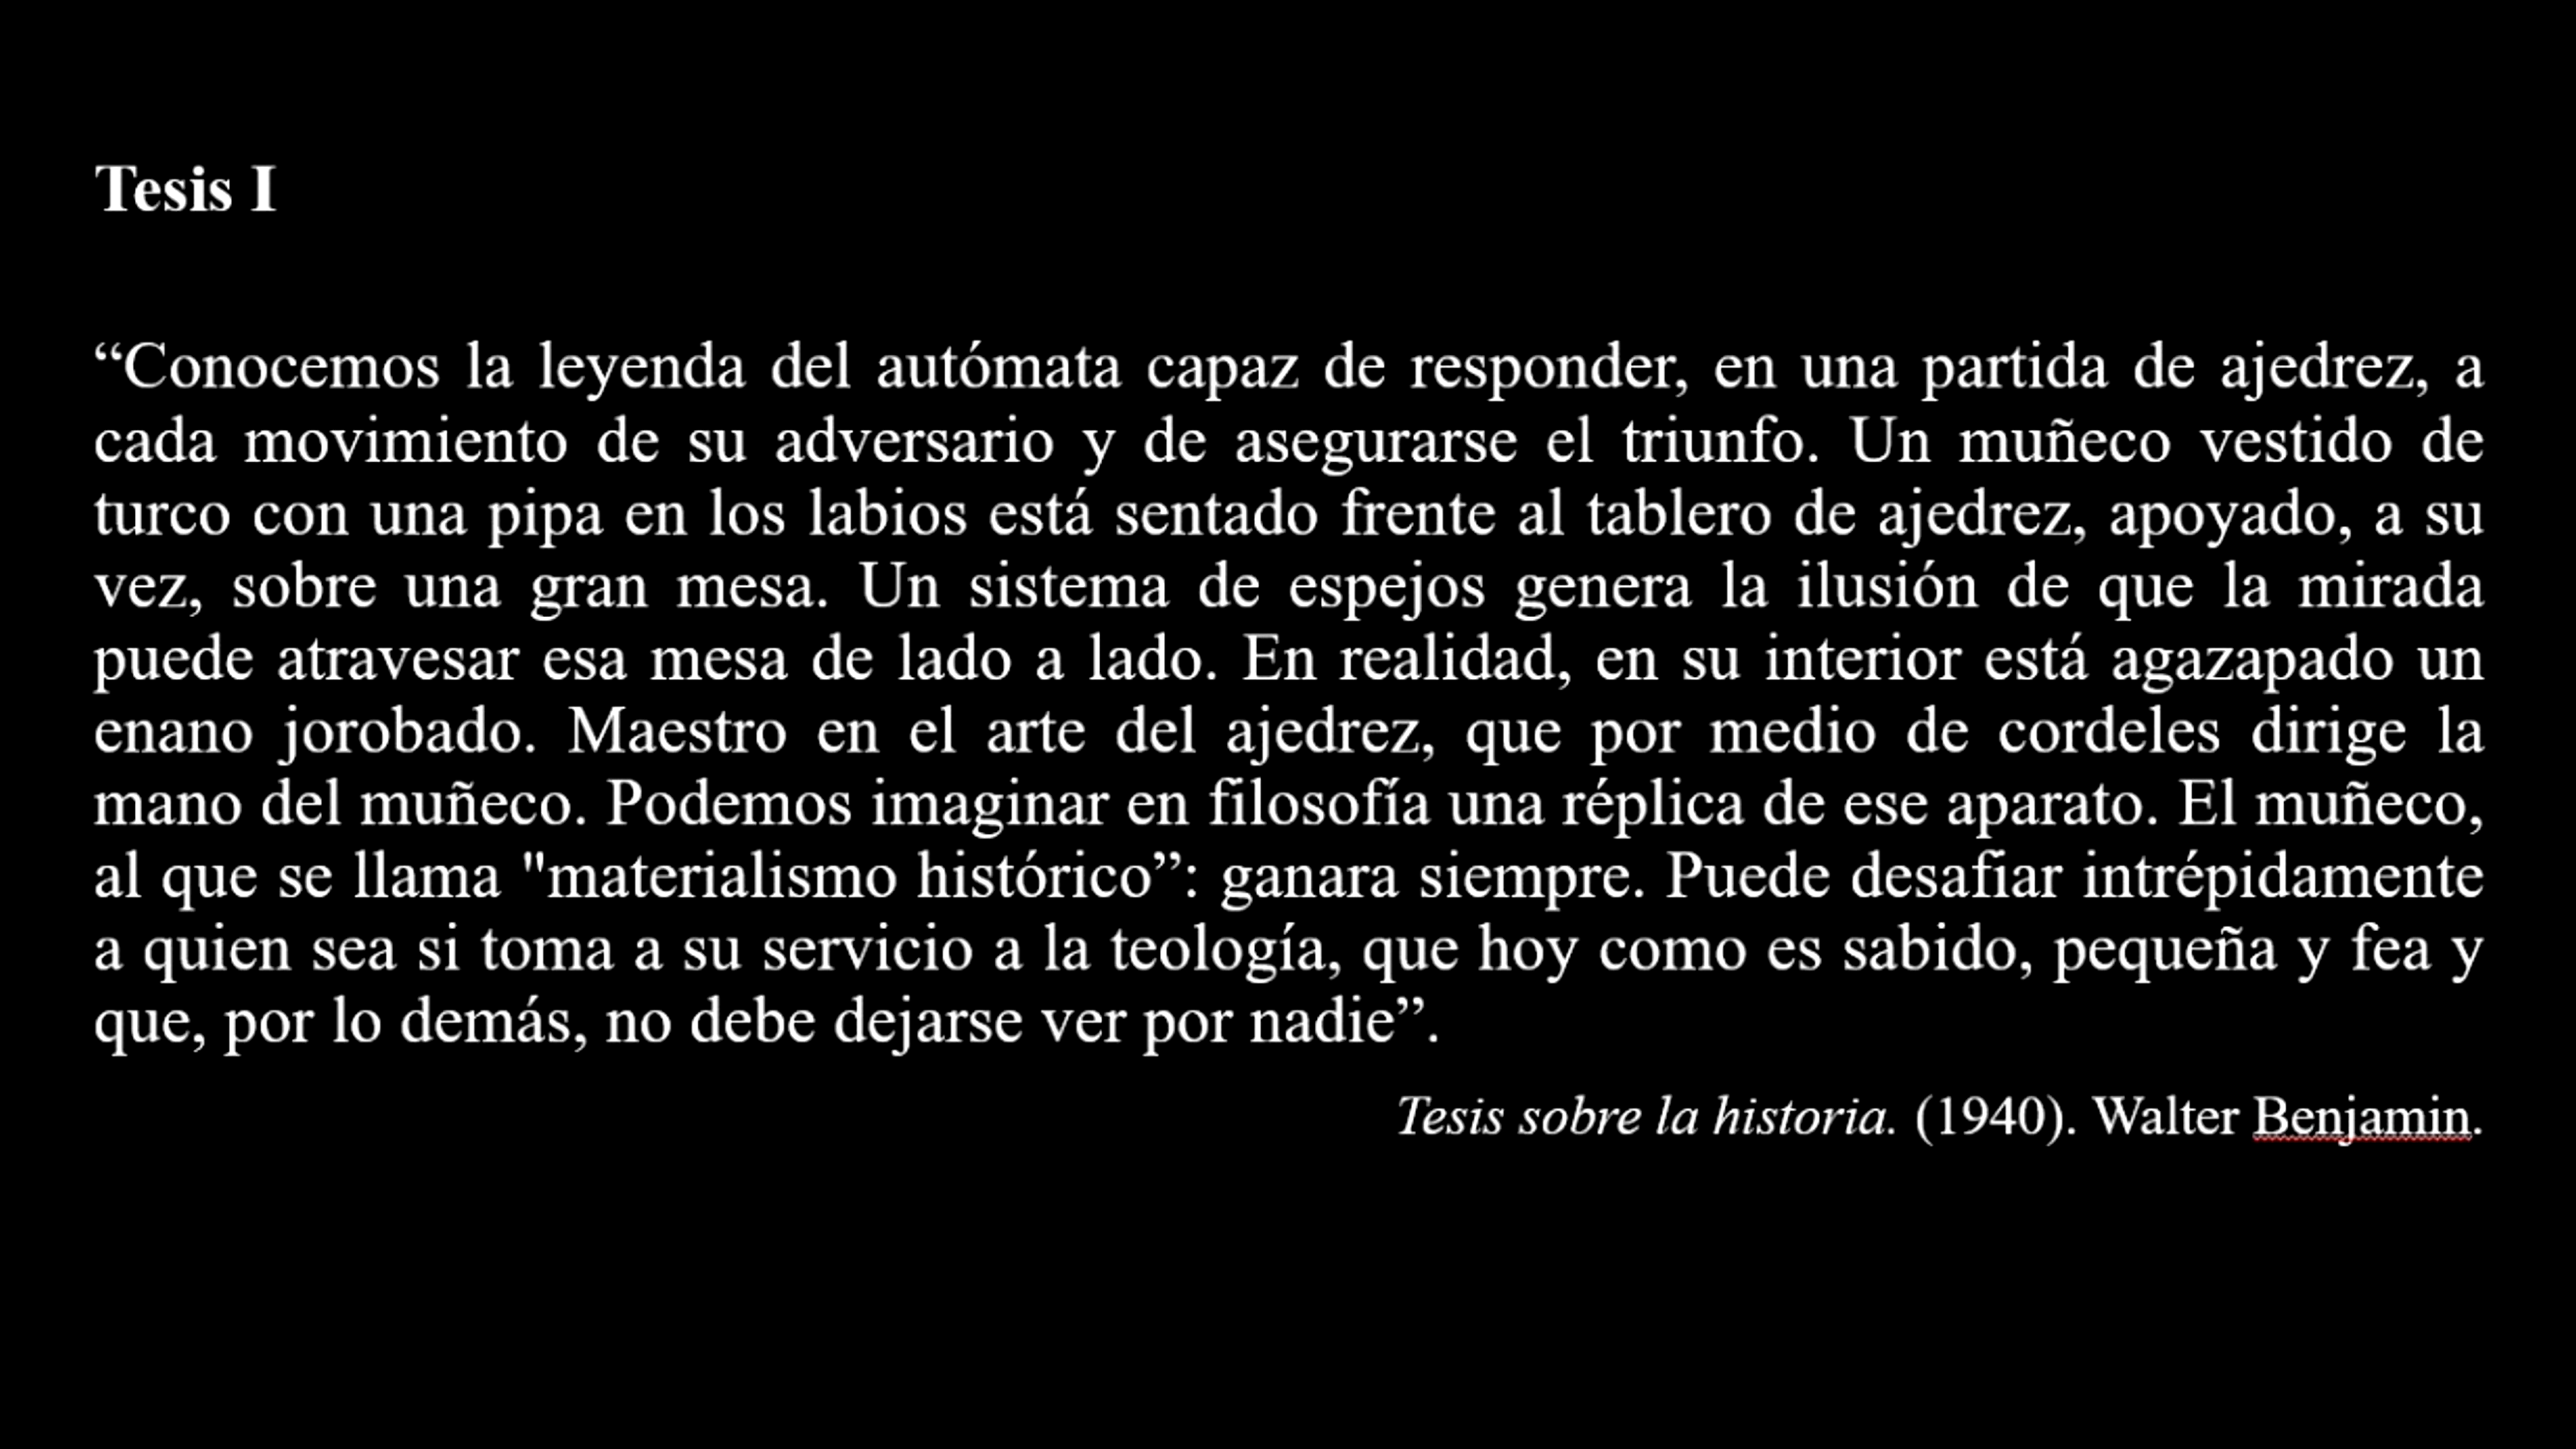 Tesis I
“Conocemos la leyenda del autómata capaz de responder, en una partida de ajedrez, a
cada movimiento de su adversario y de asegurarse el triunfo. Un muñeco vestido de
turco con una pipa en los labios está sentado frente al tablero de ajedrez, apoyado, a su
vez, sobre una gran mesa. Un sistema de espejos genera la ilusión de que la mirada
puede atravesar esa mesa de lado a lado. En realidad, en su interior está agazapado un
enano jorobado. Maestro en el arte del ajedrez, que por medio de cordeles dirige la
mano del muñeco. Podemos imaginar en filosofía una réplica de ese aparato. El muñeco,
al que se llama "materialismo histórico”: ganara siempre. Puede desafiar intrépidamente
a quien sea si toma a su servicio a la teología, que hoy como es sabido, pequeña y fea y
que, por lo demás, no debe dejarse ver por nadie”.
Tesis sobre la historia. (1940). Walter Benjamin.